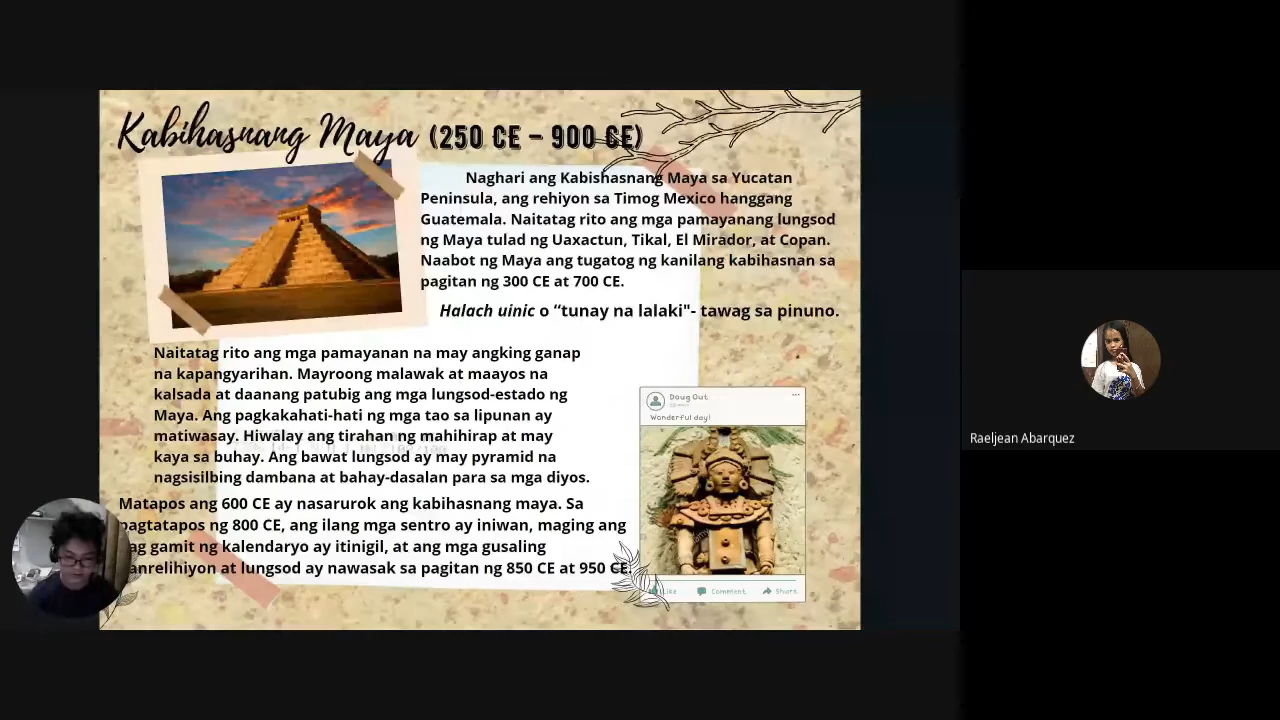 Kabihasnang Maya (250 CE – 900 CE)
Naghari ang Kabishasnang Maya sa Yucatan
Peninsula, ang rehiyon sa Timog Mexico hanggang
Guatemala. Naitatag rito ang mga pamayanang lungsod
ng Maya tulad ng Uaxactun, Tikal, El Mirador, at Copan.
Naabot ng Maya ang tugatog ng kanilang kabihasnan sa
pagitan ng 300 CE at 700 CE.
Halach uinic o “tunay na lalaki"- tawag sa pinuno.
Naitatag rito ang mga pamayanan na may angking ganap
na kapangyarihan. Mayroong malawak at maayos na
kalsada at daanang patubig ang mga lungsod-estado ng
Maya. Ang pagkakahati-hati ng mga tao sa lipunan ay
matiwasay. Hiwalay ang tirahan ng mahihirap at may
kaya sa buhay. Ang bawat lungsod ay may pyramid na
nagsisilbing dambana at bahay-dasalan para sa mga diyos.
Matapos ang 600 CE ay nasarurok ang kabihasnang maya. Sa
pagtatapos ng 800 CE, ang ilang mga sentro ay iniwan, maging ang
gamit ng kalendaryo ay itinigil, at ang mga gusaling
at lungsod ay nawasak sa pagitan ng 850 CE at 950 CE.
Doug Out
Wonderful day!
Like Comment Share
Raeljean Abarquez